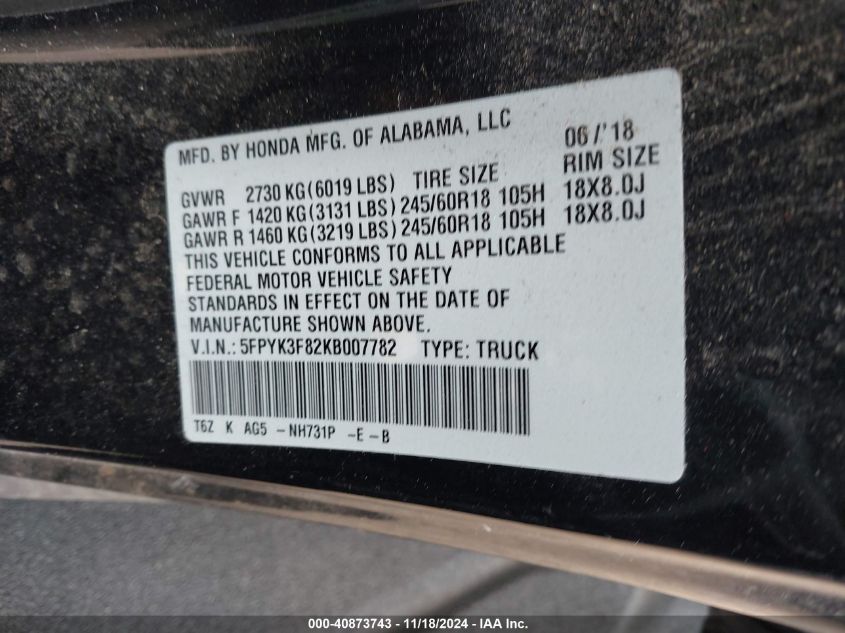 MFD. BY HONDA MFG. OF ALABAMA, LLC 06/'18
GVWR 2730 KG(6019 LBS) TIRE SIZE RIM SIZE
GAWR F 1420 KG(3131 LBS) 245/60R18 105H 18X8.0J
GAWR R 1460 KG(3219 LBS) 245/60R18 105H 18X8.0J
THIS VEHICLE CONFORMS TO ALL APPLICABLE
FEDERAL MOTOR VEHICLE SAFETY
STANDARDS IN EFFECT ON THE DATE OF
MANUFACTURE SHOWN ABOVE.
V.I.N.: 5FPYK3F82KB007782 TYPE: TRUCK
T6Z K AG5 -NH731P -E-B
000-40873743 - 11/18/2024 - IAA Inc.